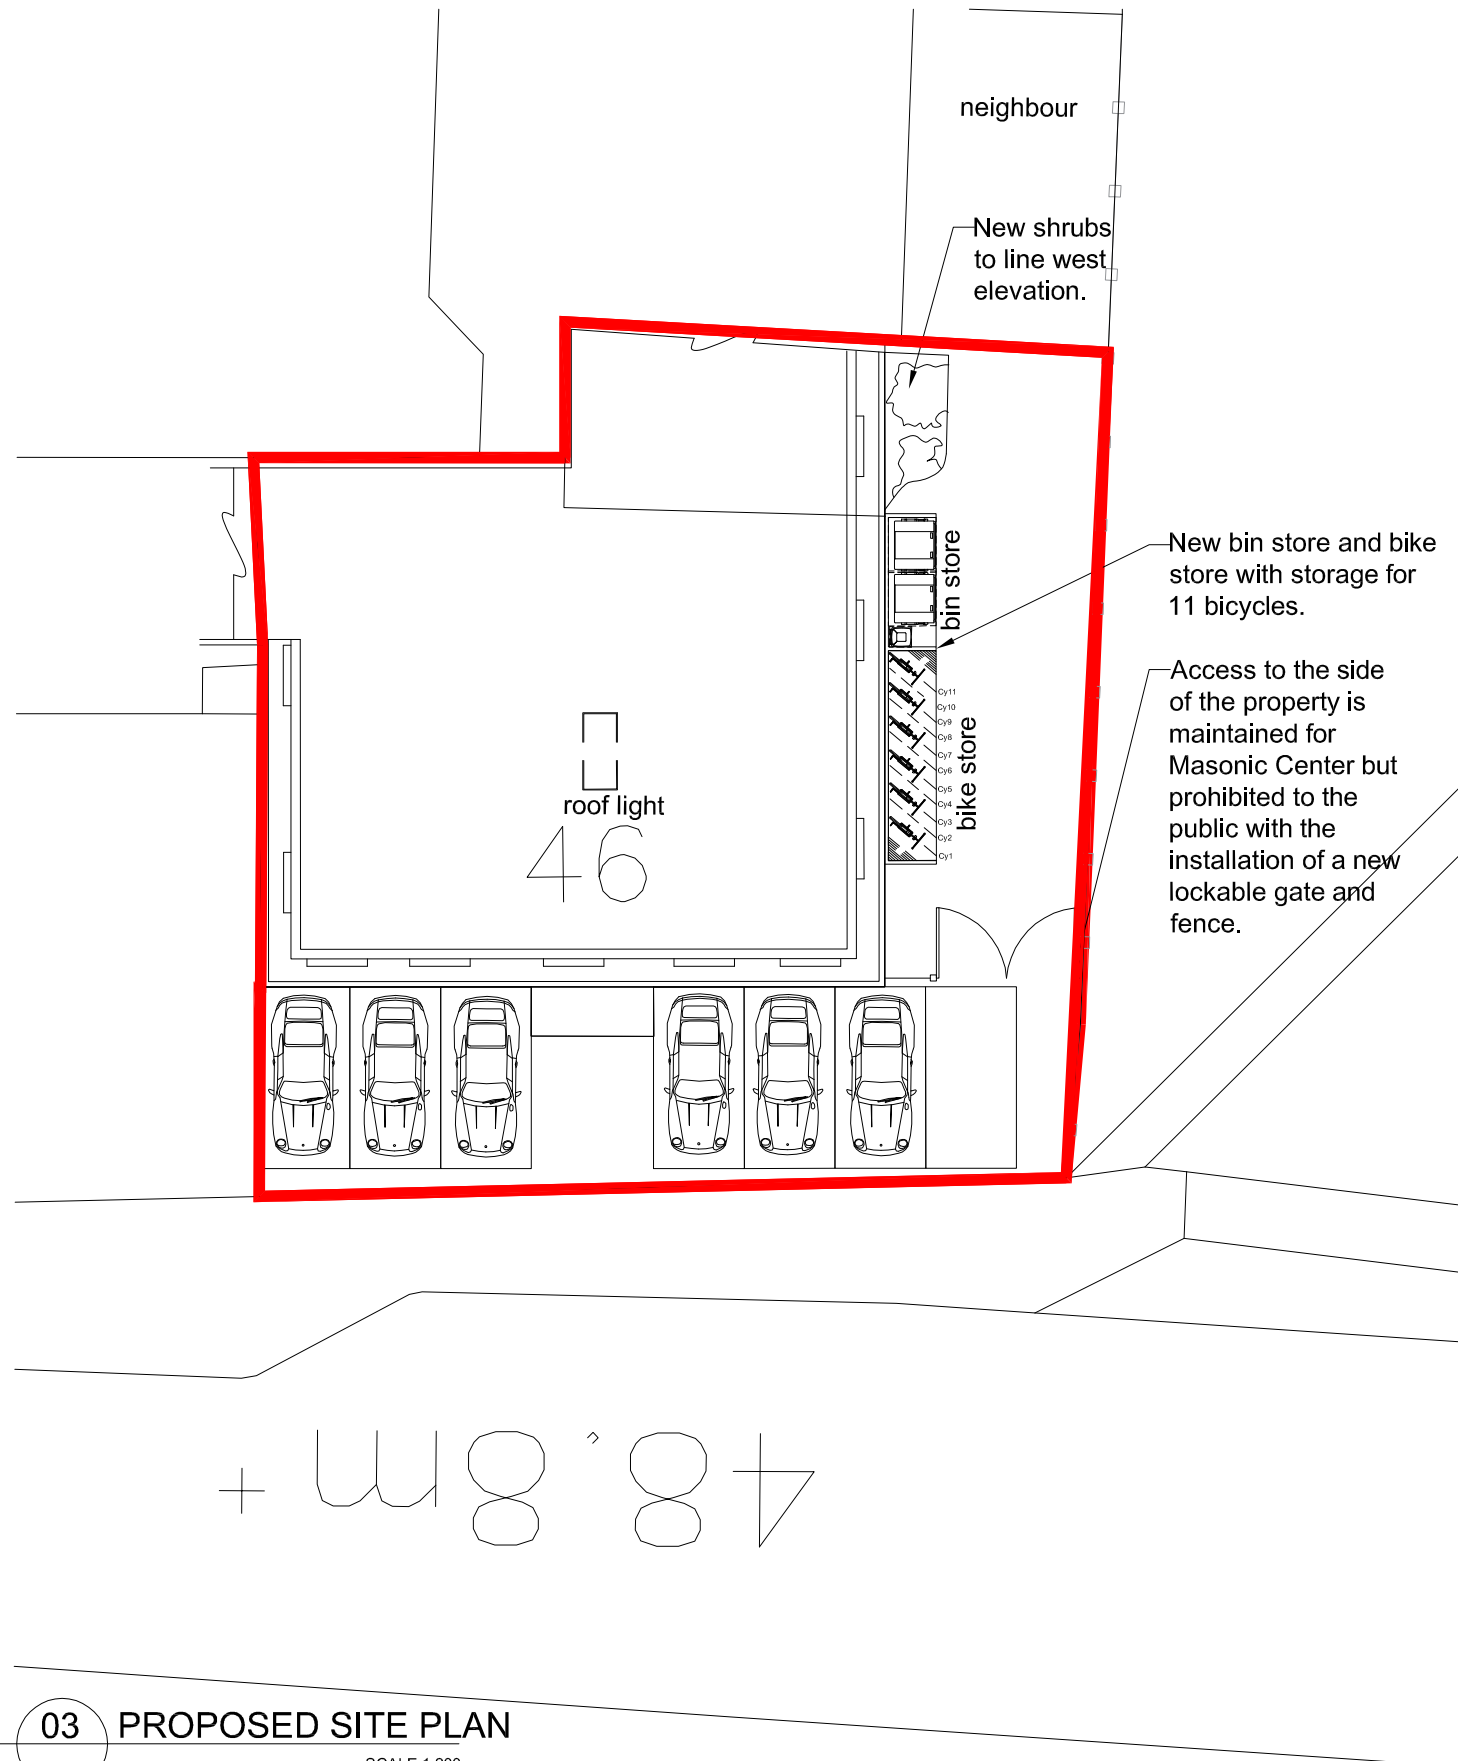 neighbour
New shrubs
to line west
elevation.
bin store
New bin store and bike
store with storage for
11 bicycles.
Access to the side
of the property is
maintained for
Masonic Center but
prohibited to the
public with the
installation of a new
lockable gate and
fence.
Cy11
Cy10
Cy9
Cy8
Cy7
Cy6
Cy5
Cy4
Cy3
Cy2
Cy1
bike store
roof light
46
48.8m
+
03
PROPOSED SITE PLAN